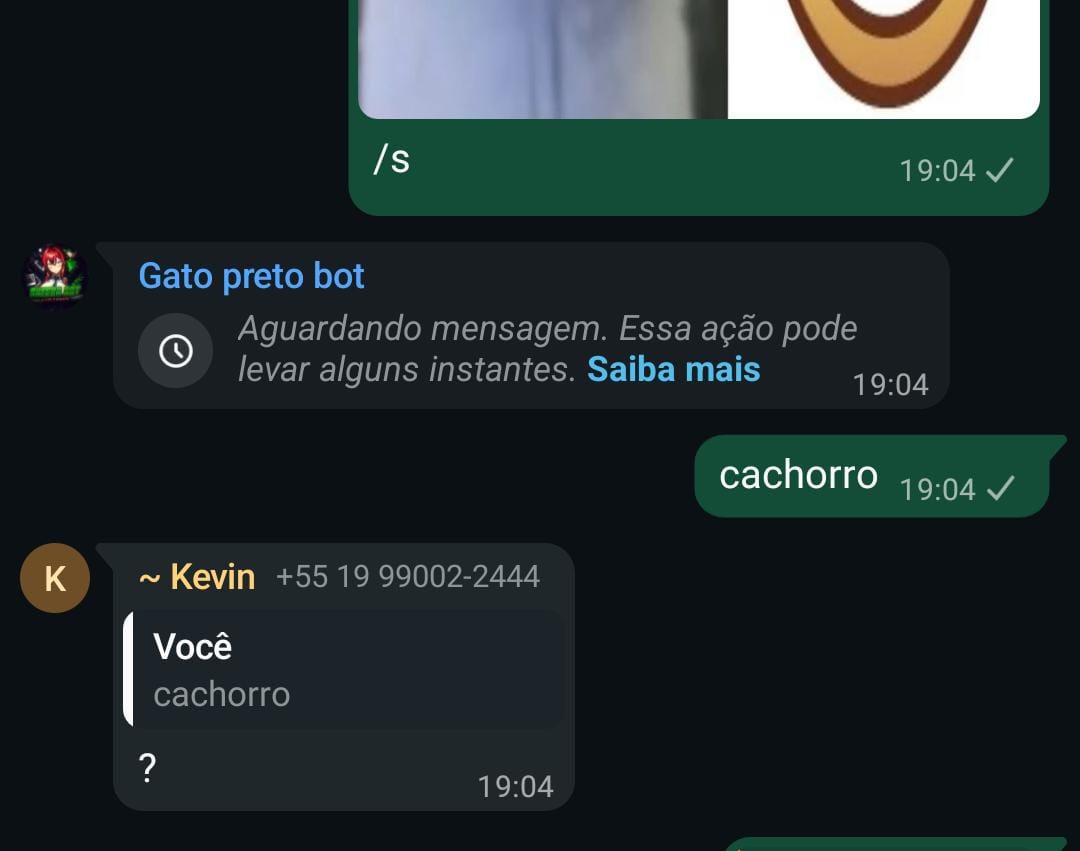 /s
19:04
Gato preto bot
Aguardando mensagem. Essa ação pode
levar alguns instantes. Saiba mais
19:04
cachorro 19:04
K
~ Kevin +55 19 99002-2444
Você
cachorro
?
19:04